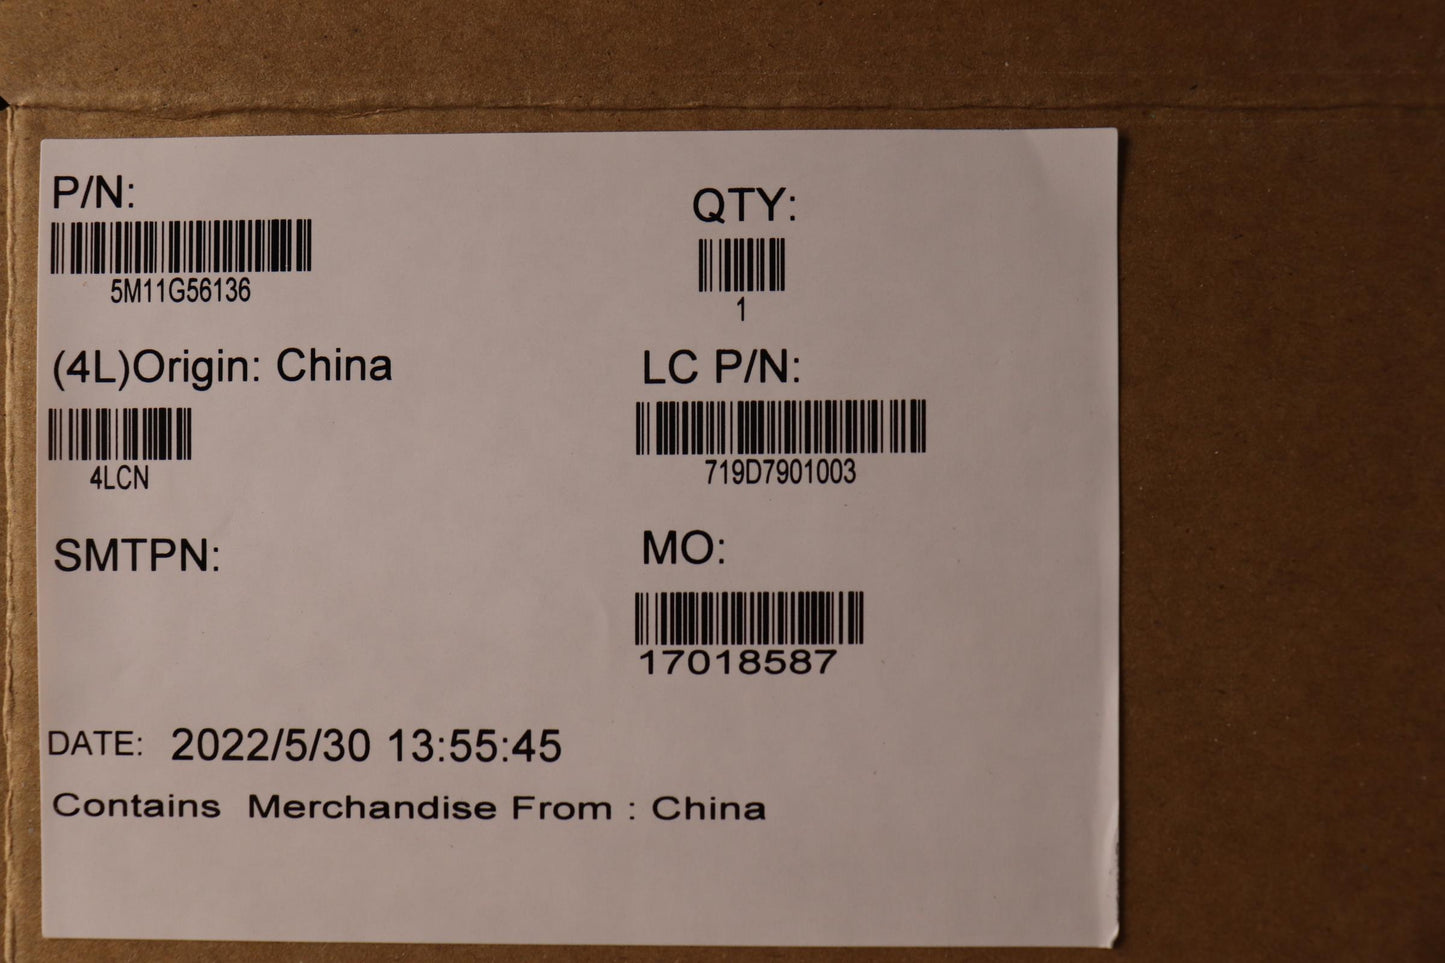 P/N:
5M11G56136
QTY:
1
(4L)Origin: China
4LCN
LC P/N:
719D7901003
SMTPN:
MO:
17018587
DATE: 2022/5/30 13:55:45
Contains Merchandise From : China